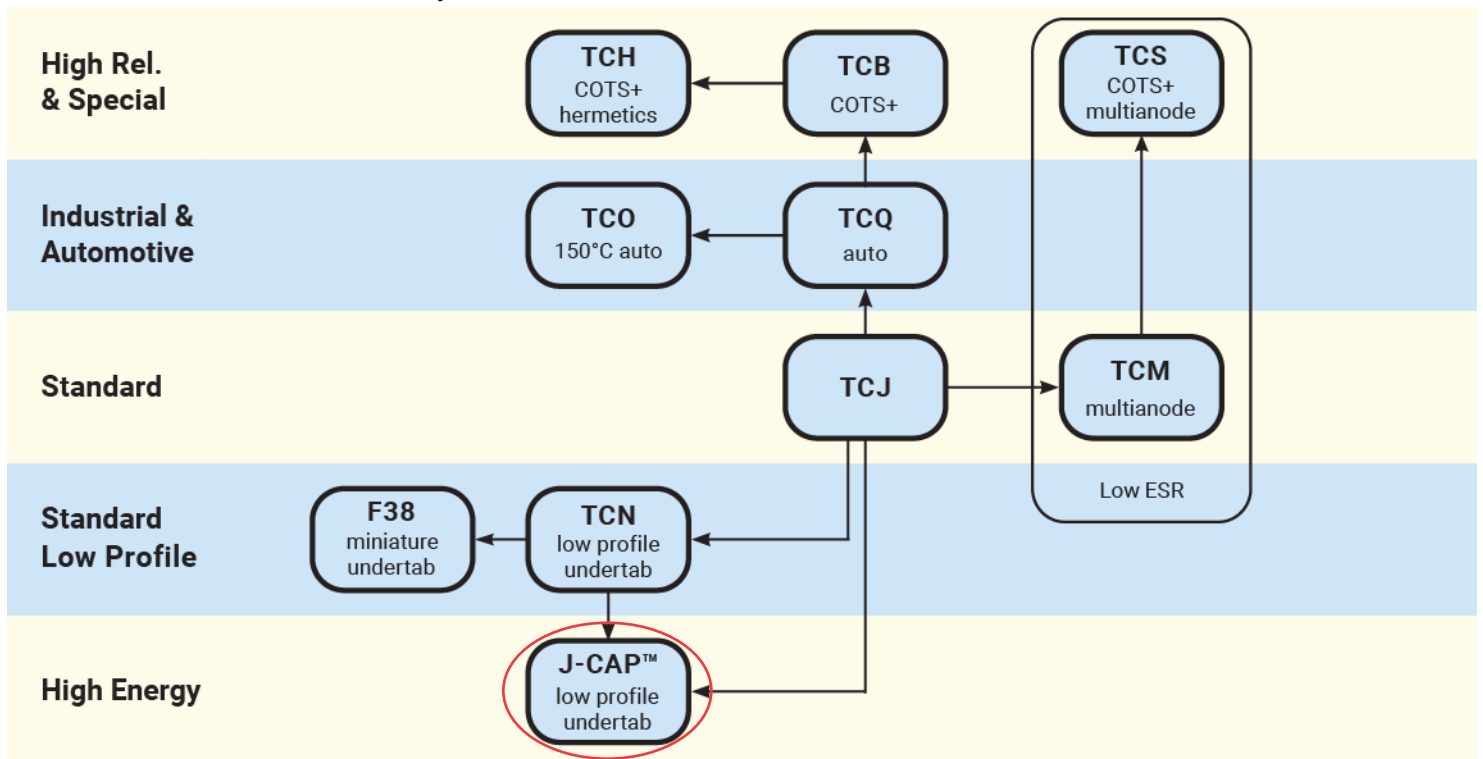 High Rel.
& Special
TCH
COTS+
hermetics
TCB
COTS+
TCS
COTS+
multianode
Industrial &
Automotive
TCO
150°C auto
TCQ
auto
Standard
TCJ
TCM
multianode
Low ESR
Standard
Low Profile
F38
miniature
undertab
TCN
low profile
undertab
High Energy
J-CAP™
low profile
undertab